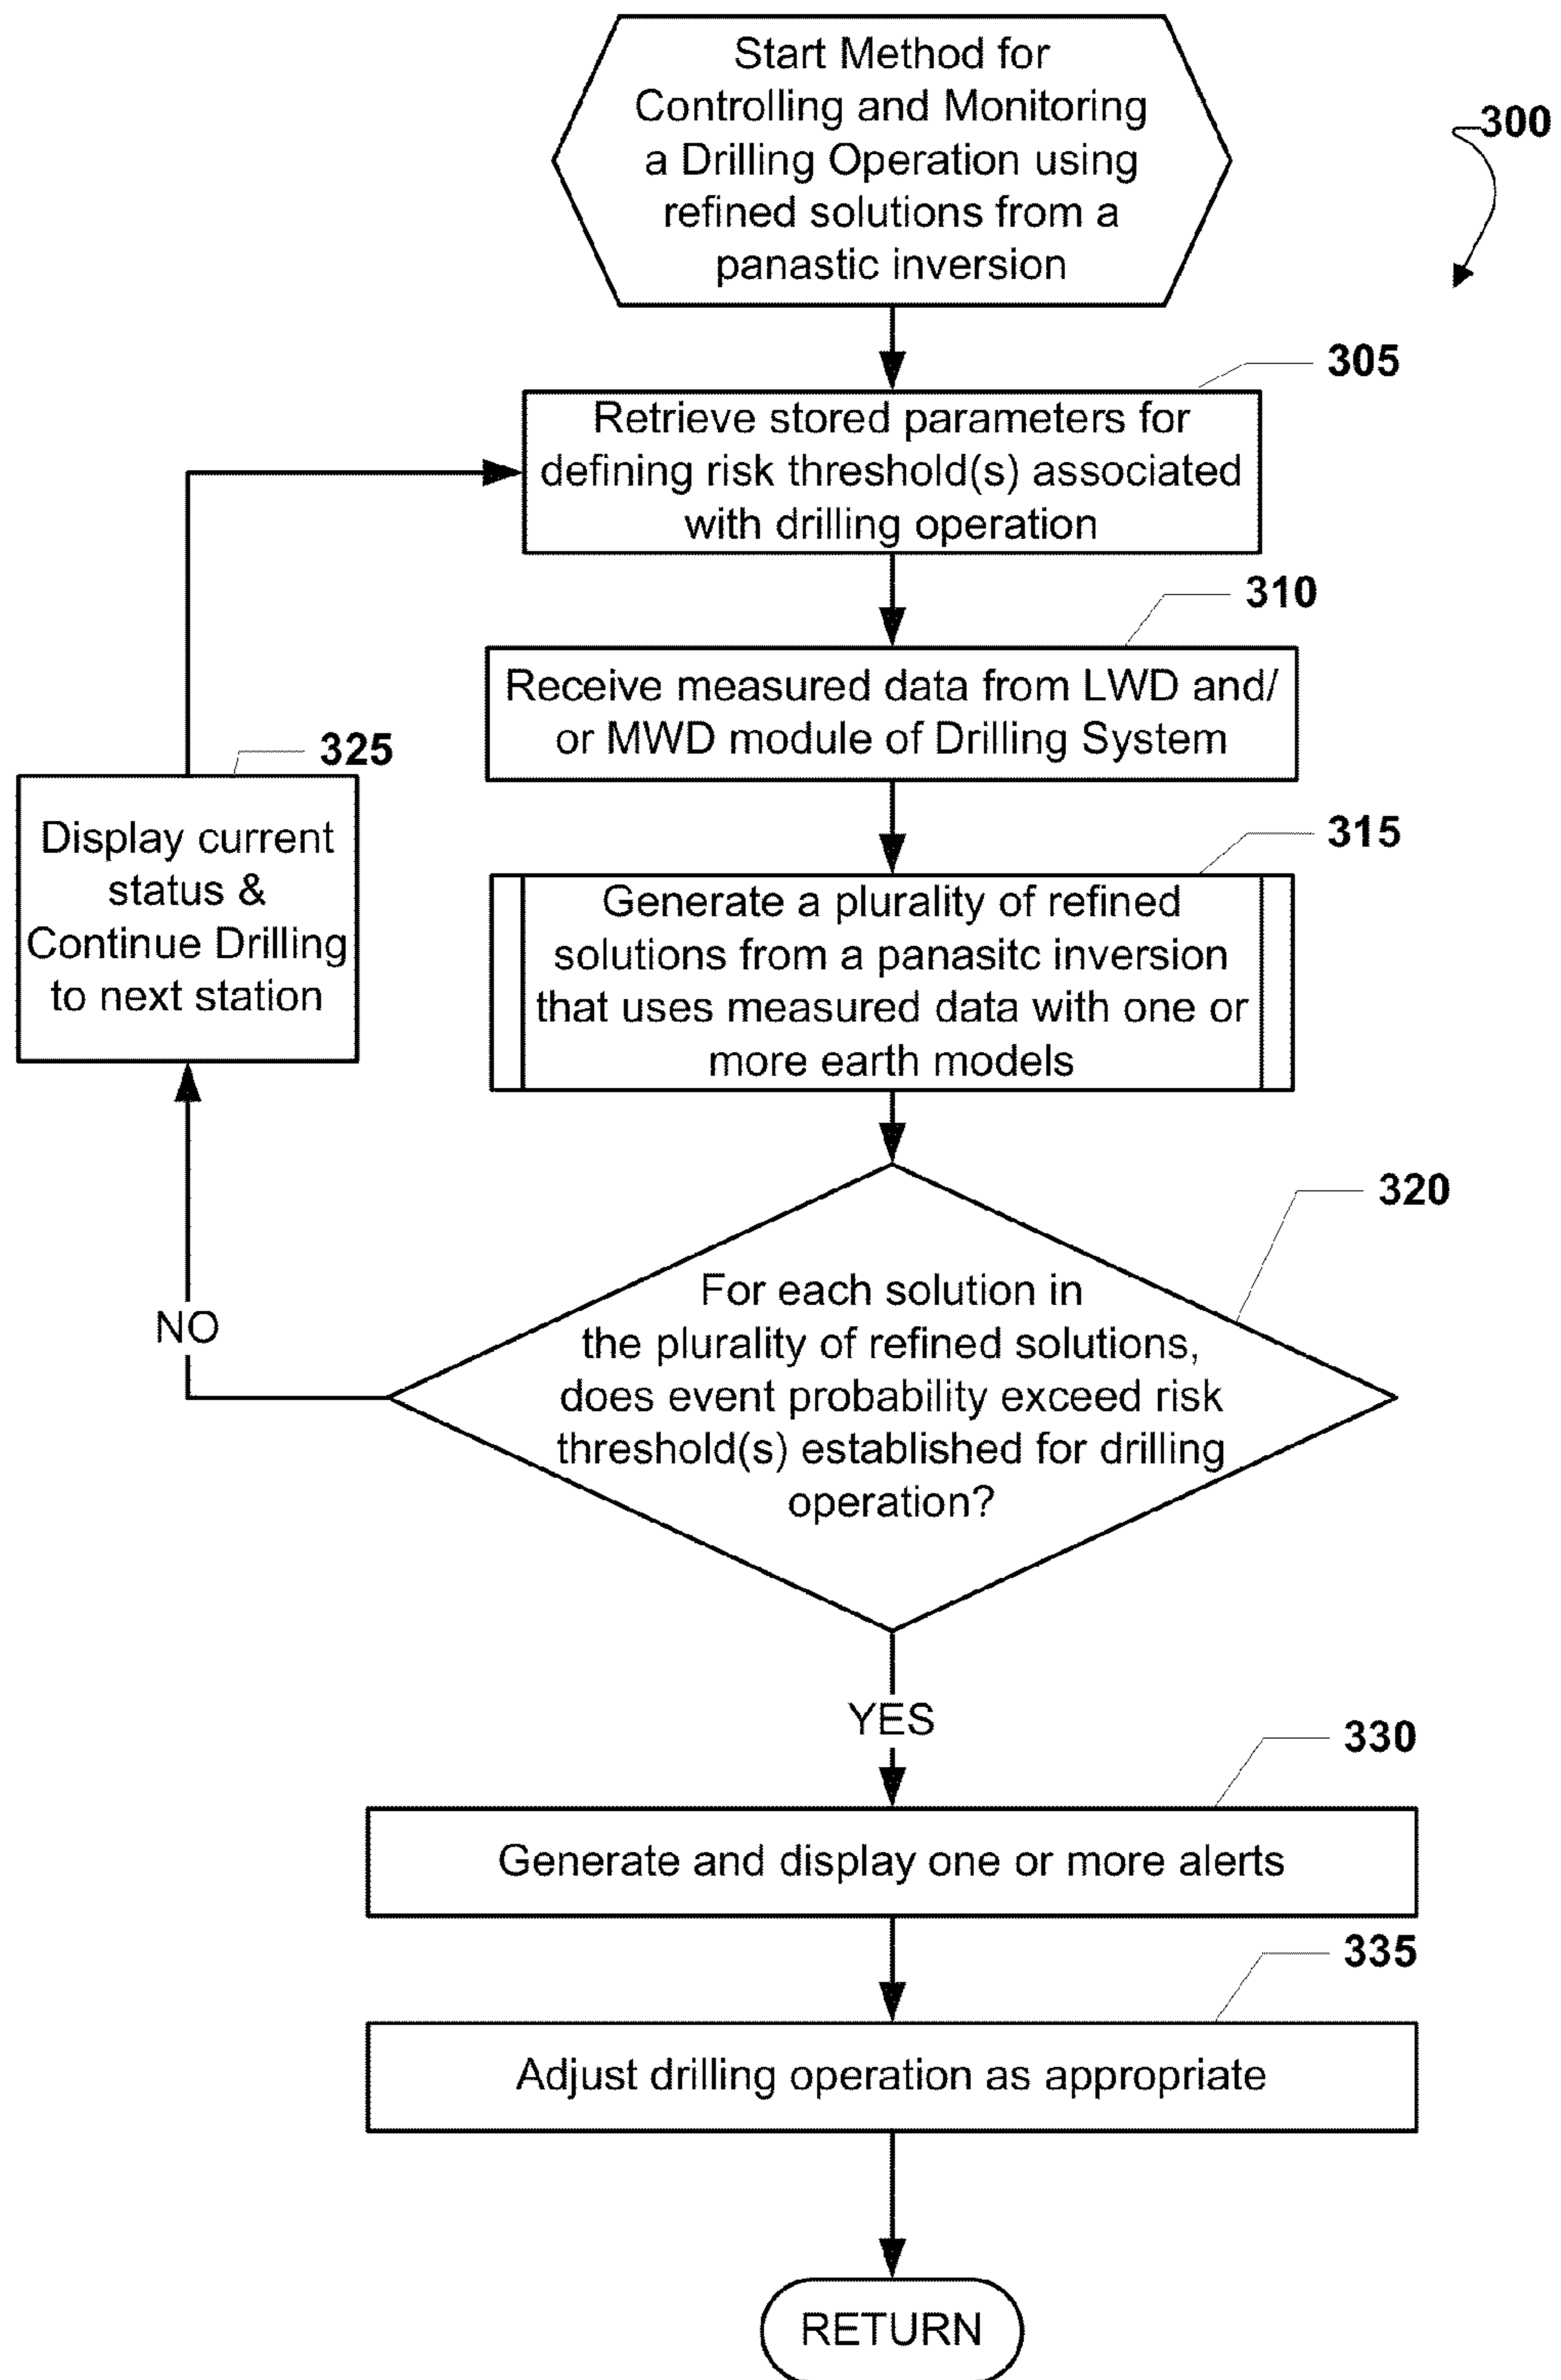 Start Method for
Controlling and Monitoring
a Drilling Operation using
refined solutions from a
panastic inversion
300
305
Retrieve stored parameters for
defining risk threshold(s) associated
with drilling operation
310
Receive measured data from LWD and/
or MWD module of Drilling System
325
Display current
status &
Continue Drilling
to next station
315
Generate a plurality of refined
solutions from a panasitc inversion
that uses measured data with one or
more earth models
320
For each solution in
the plurality of refined solutions,
does event probability exceed risk
threshold(s) established for drilling
operation?
NO
YES
330
Generate and display one or more alerts
335
Adjust drilling operation as appropriate
RETURN